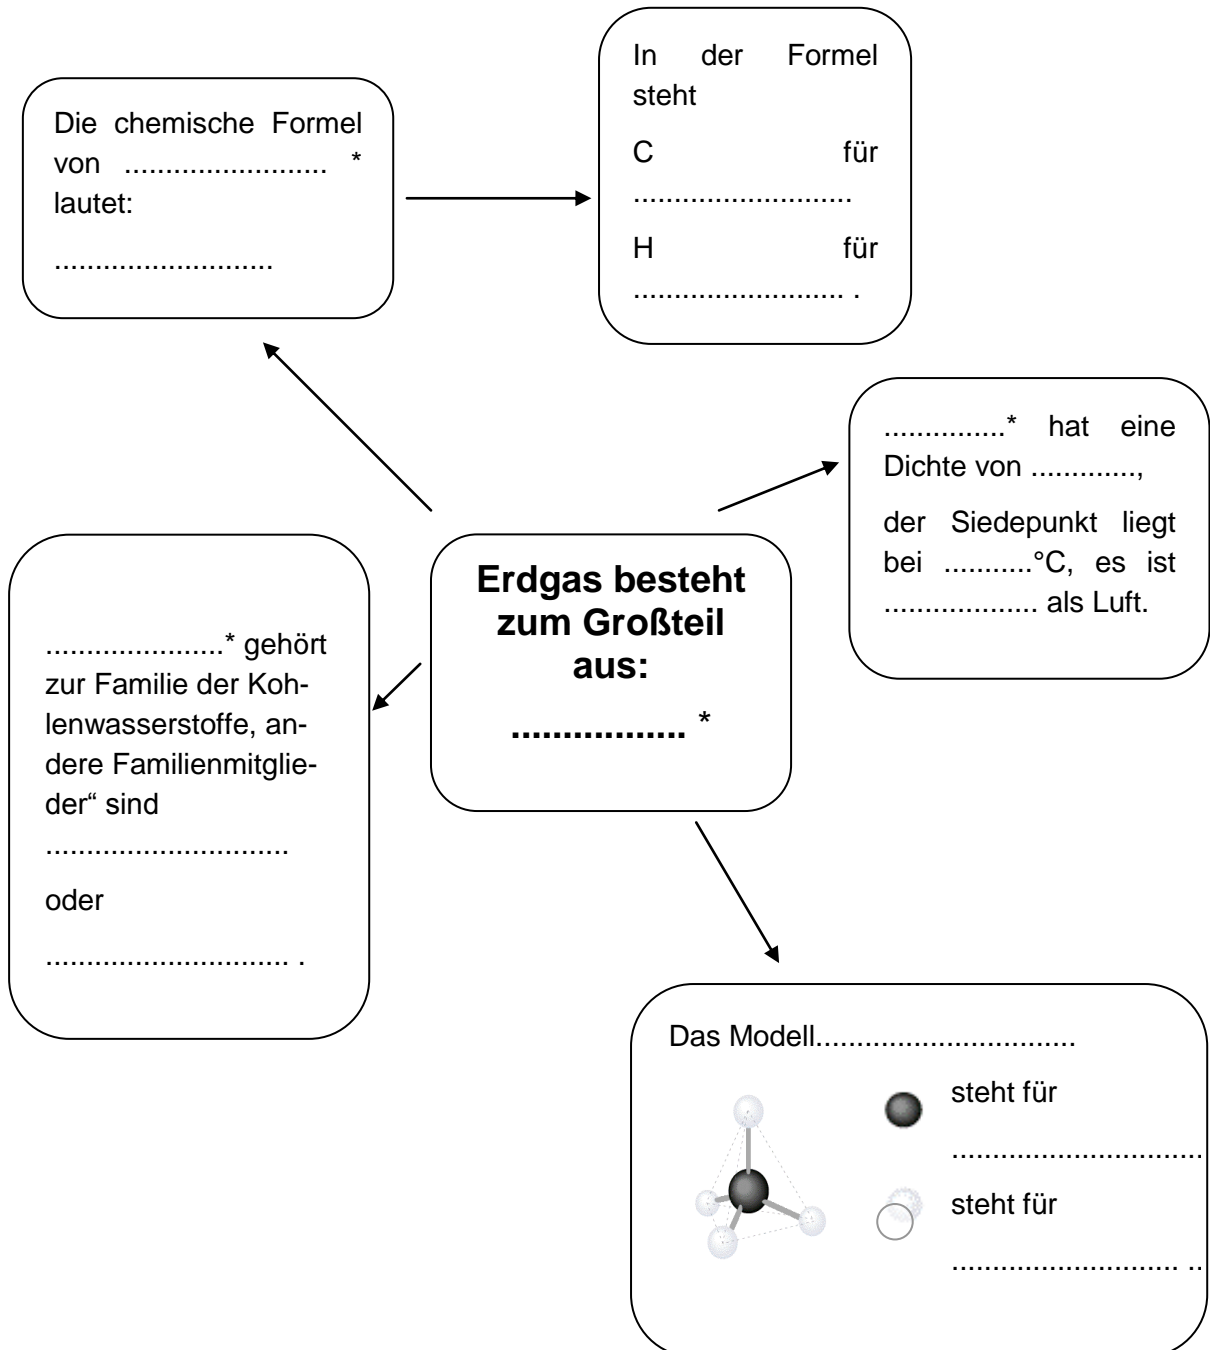 In der Formel
steht
C für
...........................
H für
.......................... .
Die chemische Formel
von ......................... *
lautet:
...........................
...............* hat eine
Dichte von .............,
der Siedepunkt liegt
bei ...........°C, es ist
................... als Luft.
Erdgas besteht
zum Großteil
aus:
................. *
......................* gehört
zur Familie der Koh-
lenwasserstoffe, an-
dere Familienmitglie-
der“ sind
..............................
oder
.............................. .
Das Modell................................
steht für
...............................
steht für
............................ ..